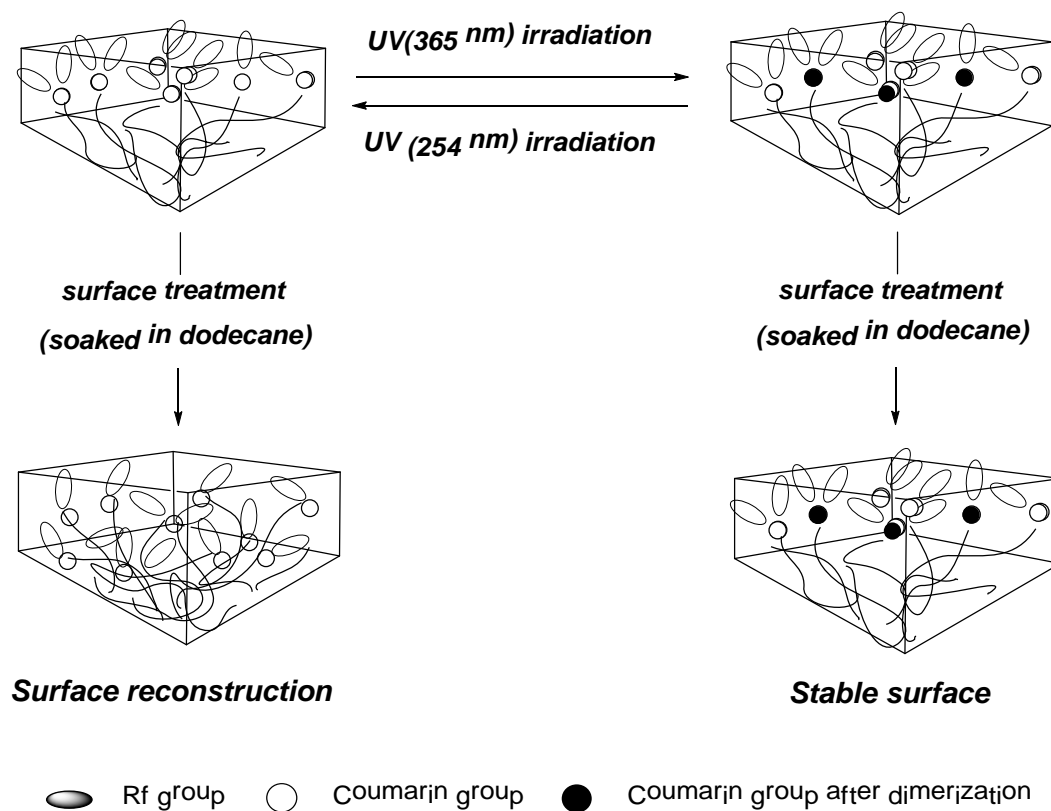 UV(365 nm) irradiation
UV (254 nm) irradiation
surface treatment
(soaked in dodecane)
surface treatment
(soaked in dodecane)
Surface reconstruction
Stable surface
Rf group
Coumarin group
Coumarin group after dimerization